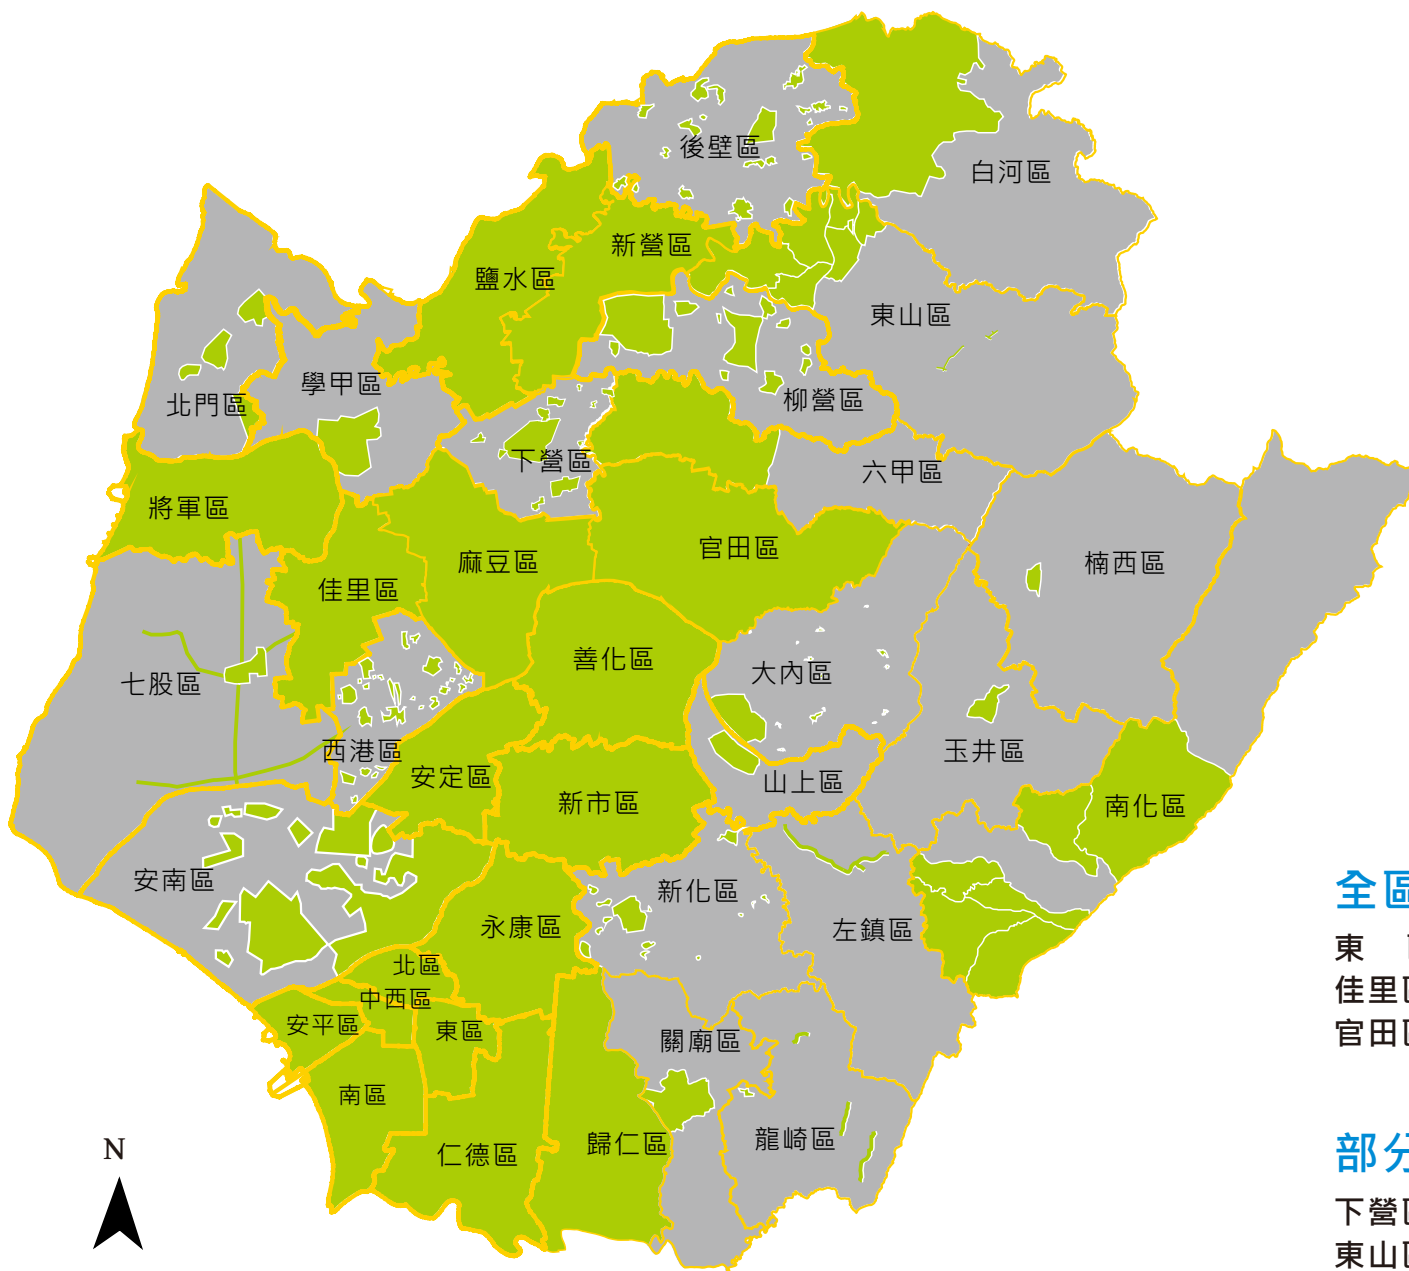 後壁區
白河區
新營區
鹽水區
東山區
學甲區
北門區
柳營區
下營區
六甲區
將軍區
官田區
麻豆區
楠西區
佳里區
善化區
大內區
七股區
西港區
玉井區
安定區
山上區
新市區
南化區
安南區
新化區
全區
永康區
左鎮區
東
北區
佳里區
中西區
安平區
東區
關廟區
官田區
南區
龍崎區
歸仁區
N
仁德區
部分
下營區
東山區